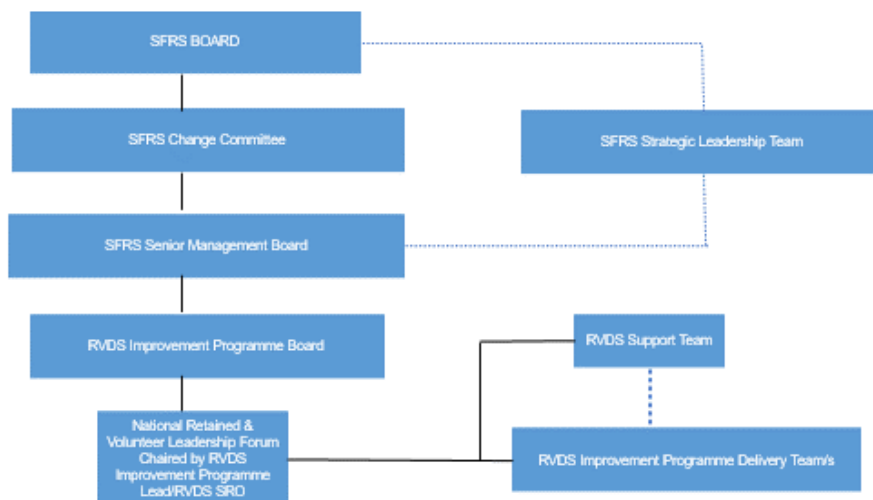 SFRS BOARD
SFRS Change Committee
SFRS Strategic Leadership Team
SFRS Senior Management Board
RVDS Improvement Programme Board
RVDS Support Team
National Retained &
Volunteer Leadership Forum
Chaired by RVDS
Improvement Programme
Lead/RVDS SRO
RVDS Improvement Programme Delivery Team/s